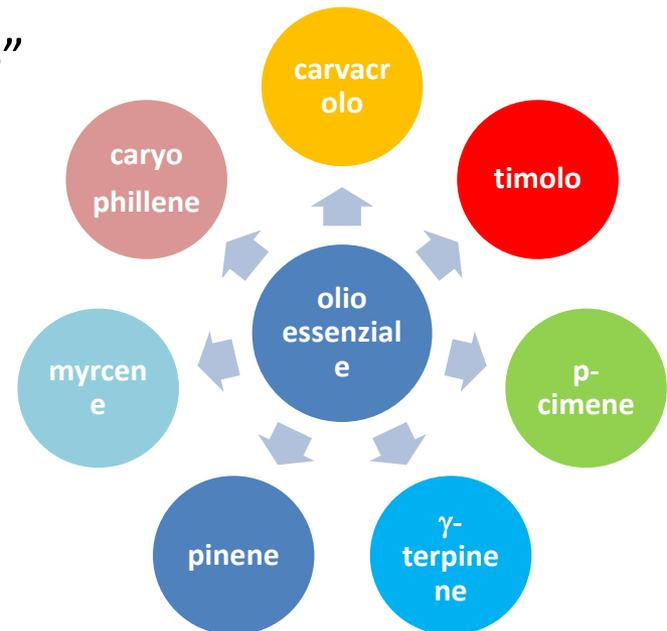 ”
carvacr
olo
timolo
p-
cimene
γ-
terpine
ne
pinene
myrcen
e
caryo
phillene
olio
essenzial
e